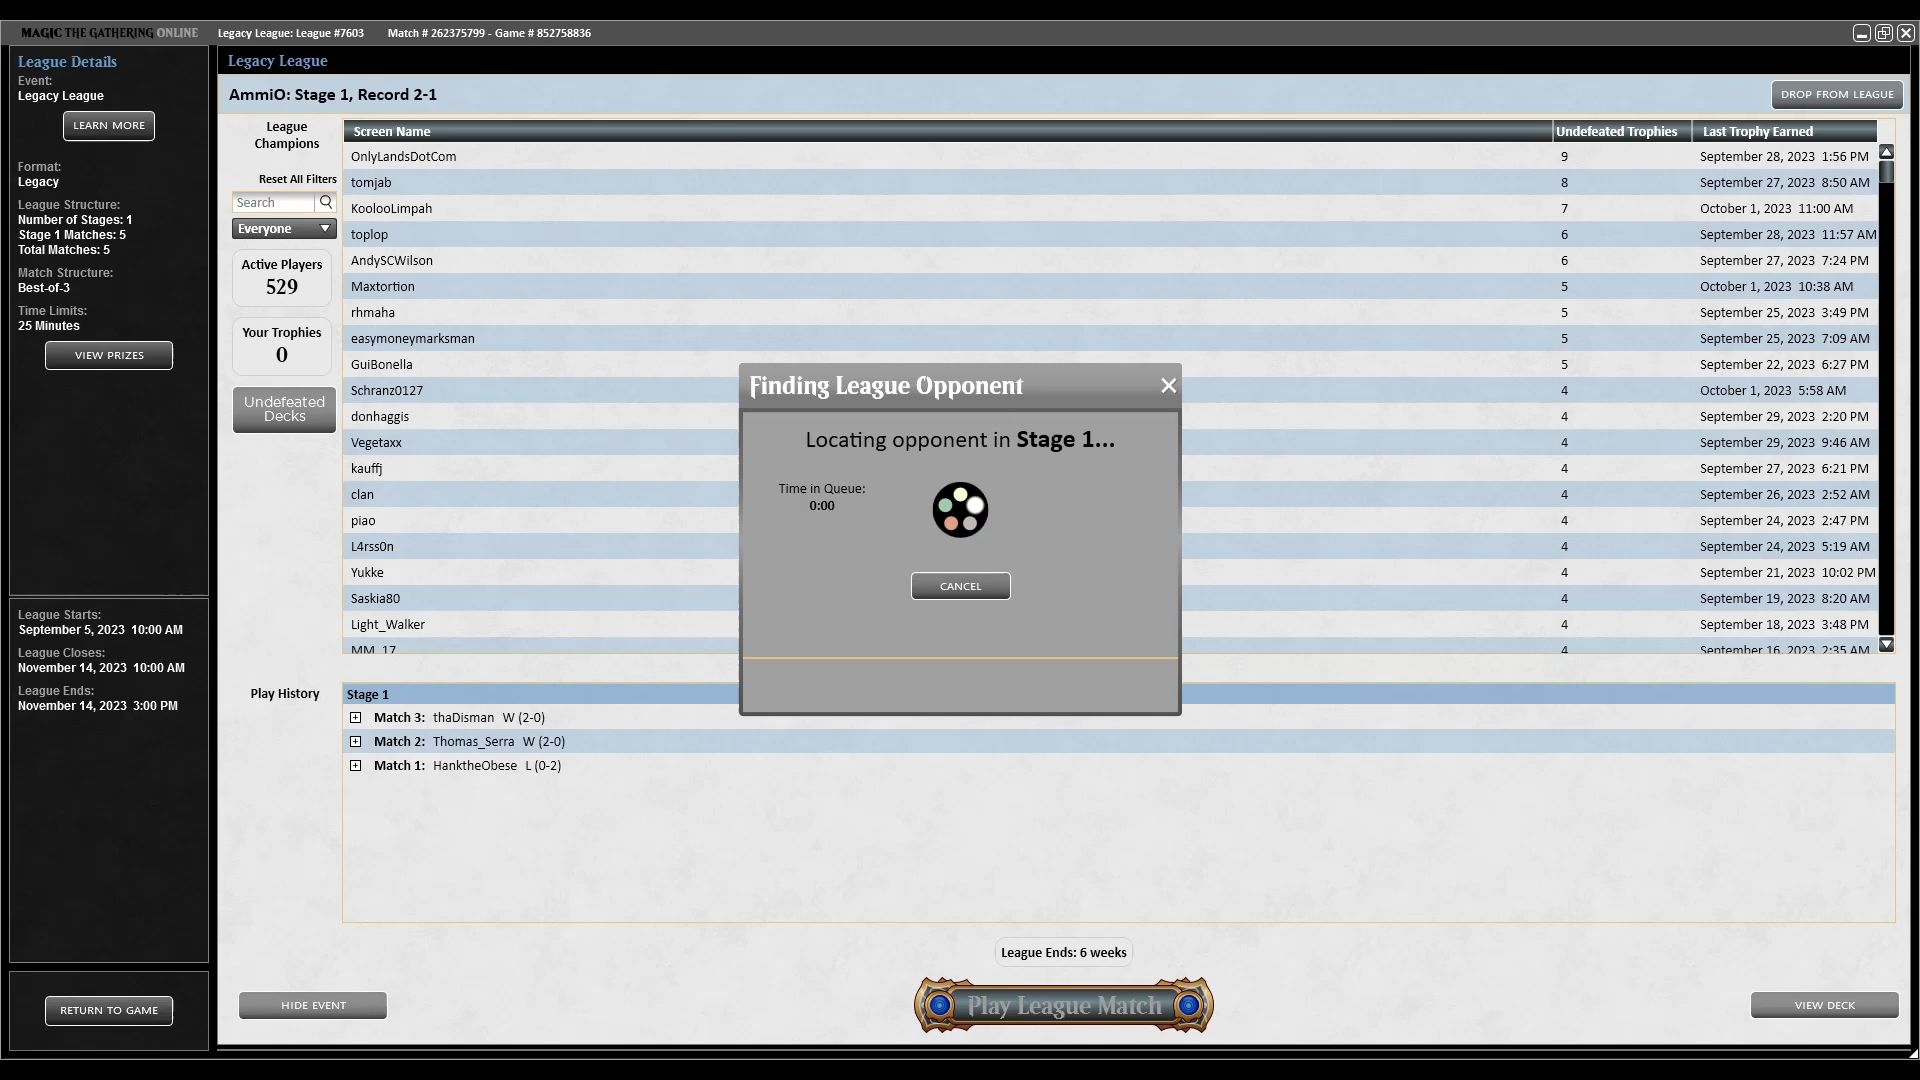 MAGIC THE GATHERING ONLINE Legacy League: League #7603 Match # 262375799 - Game # 852758836
League Details
Event:
Legacy League
LEARN MORE
Format:
Legacy
League Structure:
Number of Stages: 1
Stage 1 Matches: 5
Total Matches: 5
Match Structure:
Best-of-3
Time Limits:
25 Minutes
VIEW PRIZES
League Starts:
September 5, 2023 10:00 AM
League Closes:
November 14, 2023 10:00 AM
League Ends:
November 14, 2023 3:00 PM
RETURN TO GAME
Legacy League
AmmiO: Stage 1, Record 2-1
DROP FROM LEAGUE
League
Champions
Reset All Filters
Search
Everyone
Active Players
529
Your Trophies
0
Undefeated
Decks
Screen Name Undefeated Trophies Last Trophy Earned
OnlyLandsDotCom 9 September 28, 2023 1:56 PM
tomjab 8 September 27, 2023 8:50 AM
KoolooLimpah 7 October 1, 2023 11:00 AM
toplop 6 September 28, 2023 11:57 AM
AndySCWilson 6 September 27, 2023 7:24 PM
Maxtortion 5 October 1, 2023 10:38 AM
rhmaha 5 September 25, 2023 3:49 PM
easymoneymarksman 5 September 25, 2023 7:09 AM
GuiBonella 5 September 22, 2023 6:27 PM
Schranz0127 4 October 1, 2023 5:58 AM
donhaggis 4 September 29, 2023 2:20 PM
Vegetaxx 4 September 29, 2023 9:46 AM
kauffj 4 September 27, 2023 6:21 PM
clan 4 September 26, 2023 2:52 AM
piao 4 September 24, 2023 2:47 PM
L4rss0n 4 September 24, 2023 5:19 AM
Yukke 4 September 21, 2023 10:02 PM
Saskia80 4 September 19, 2023 8:20 AM
Light_Walker 4 September 18, 2023 3:48 PM
MM_17 4 September 16, 2023 2:35 AM
Finding League Opponent
Locating opponent in Stage 1...
Time in Queue:
0:00
CANCEL
Play History
Stage 1
Match 3: thaDisman W (2-0)
Match 2: Thomas_Serra W (2-0)
Match 1: HanktheObese L (0-2)
League Ends: 6 weeks
HIDE EVENT
Play League Match
VIEW DECK